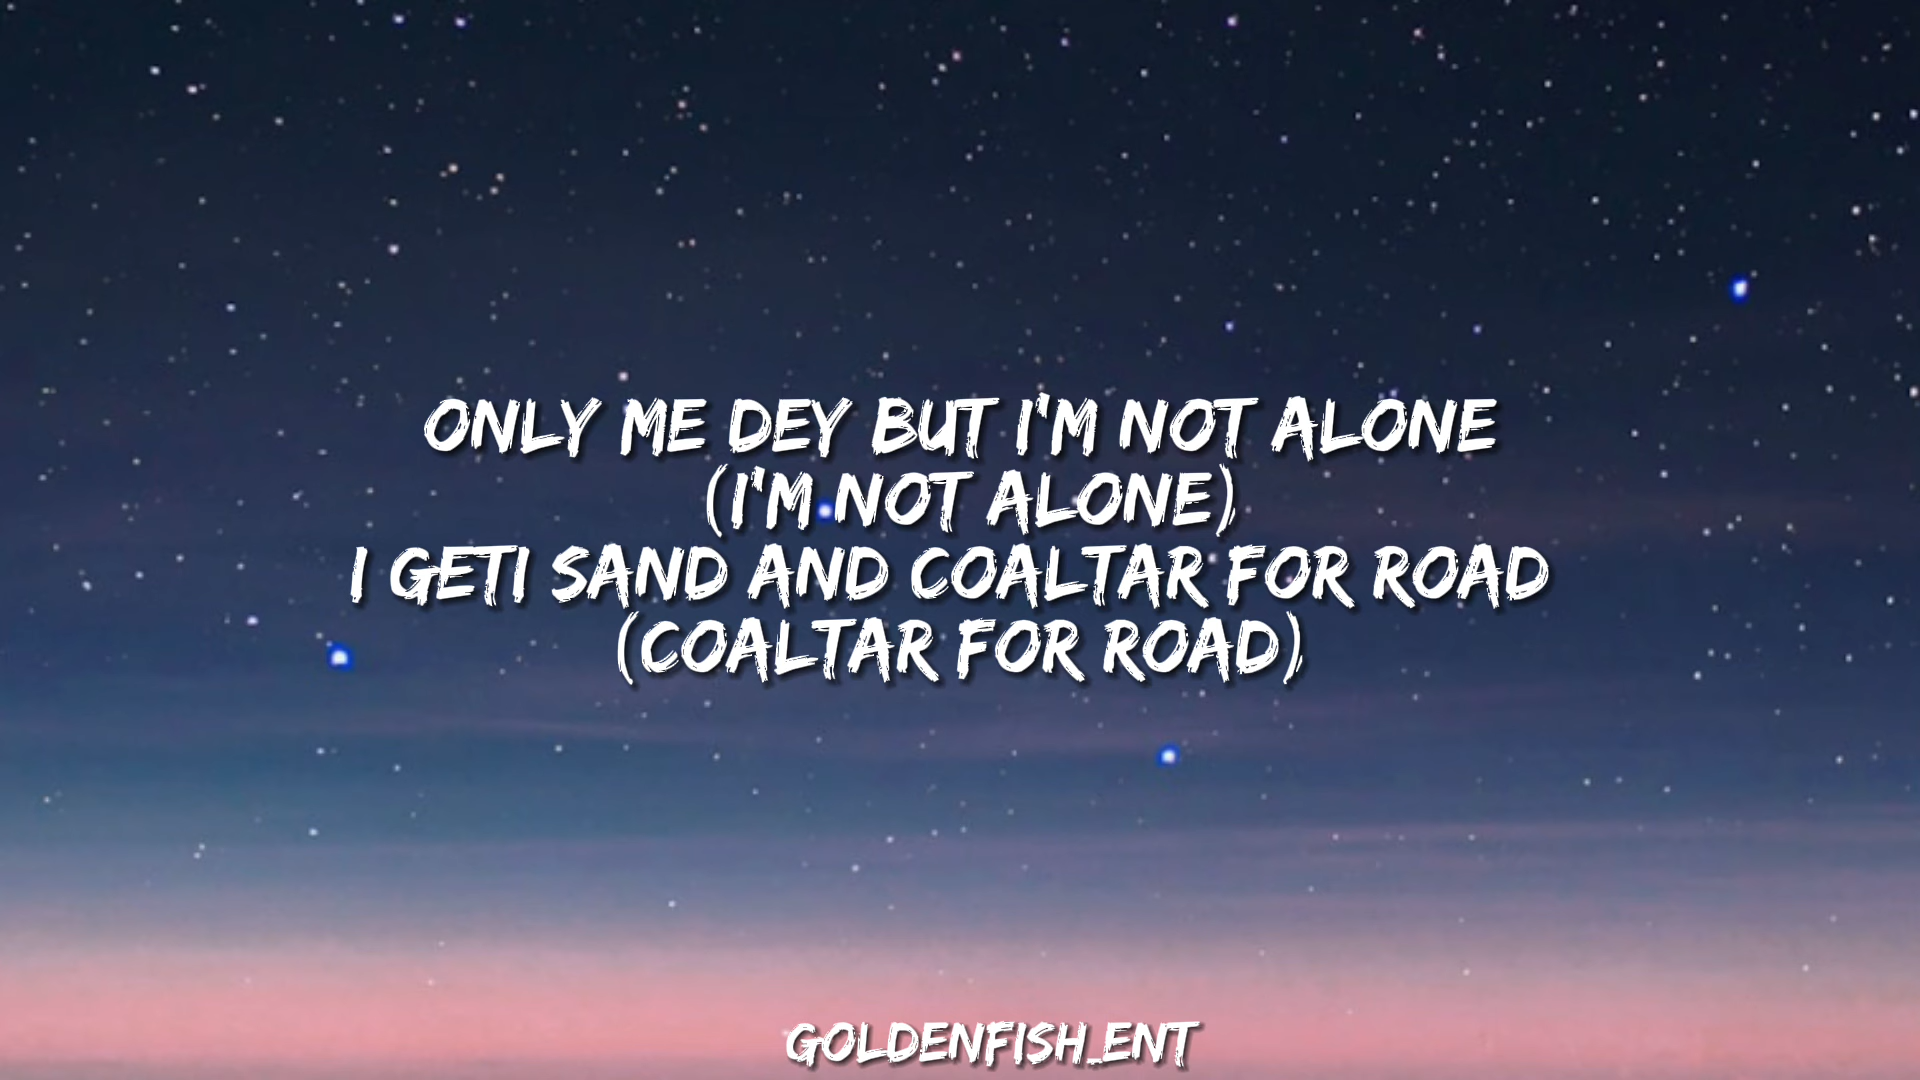 ONLY ME DEY BUT I'M NOT ALONE
(I'M NOT ALONE)
I GETI SAND AND COALTAR FOR ROAD
(COALTAR FOR ROAD)
GOLDENFISH_ENT